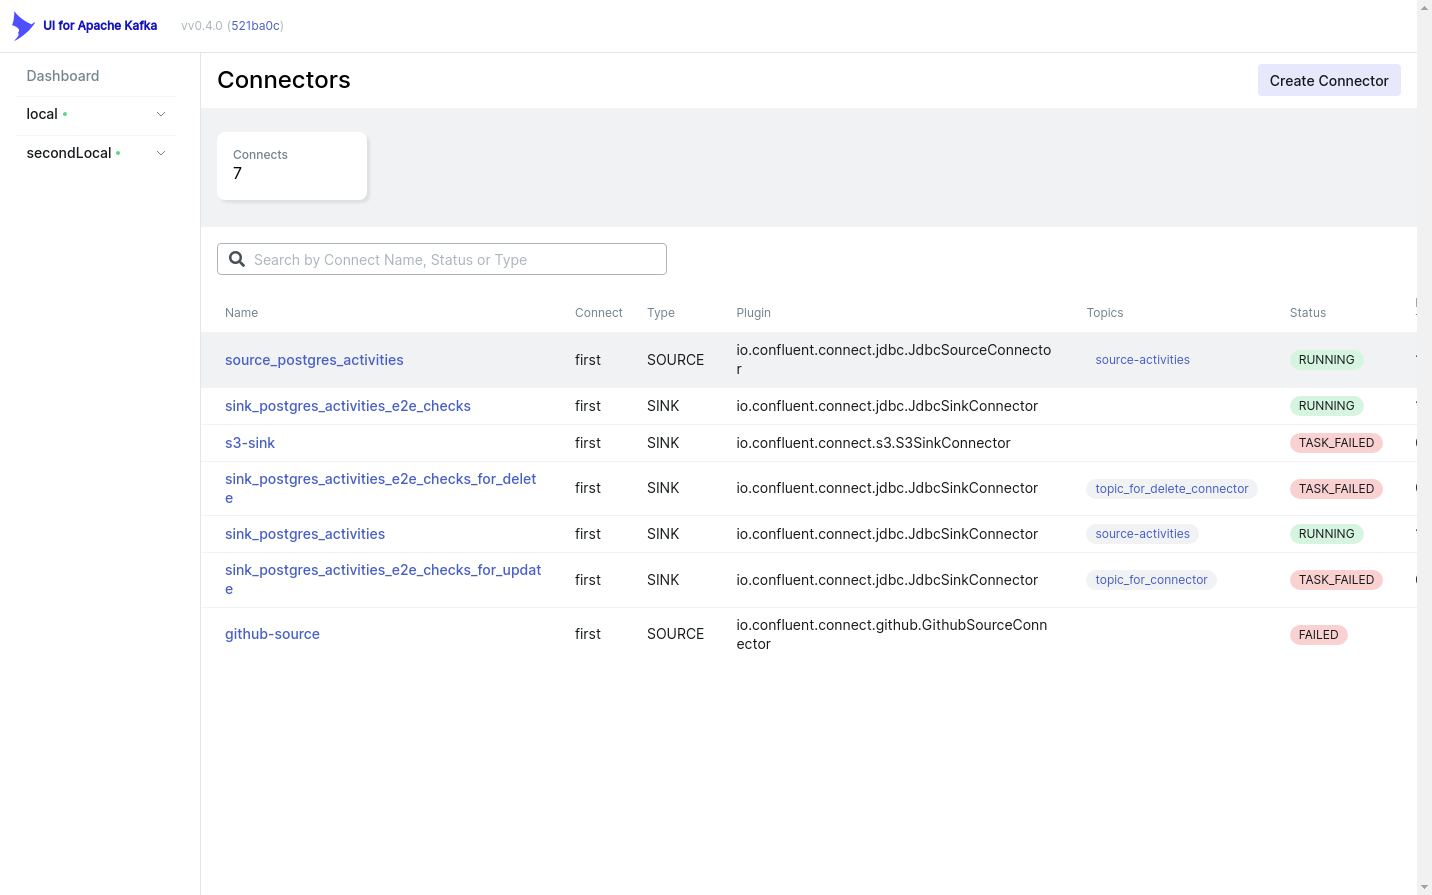 UI for Apache Kafka vv0.4.0 (521ba0c)
Dashboard
local
secondLocal
Connectors
Create Connector
Connects
7
Search by Connect Name, Status or Type
Name Connect Type Plugin Topics Status
source_postgres_activities first SOURCE io.confluent.connect.jdbc.JdbcSourceConnecto
r source-activities RUNNING
sink_postgres_activities_e2e_checks first SINK io.confluent.connect.jdbc.JdbcSinkConnector RUNNING
s3-sink first SINK io.confluent.connect.s3.S3SinkConnector TASK_FAILED
sink_postgres_activities_e2e_checks_for_delet
e first SINK io.confluent.connect.jdbc.JdbcSinkConnector topic_for_delete_connector TASK_FAILED
sink_postgres_activities first SINK io.confluent.connect.jdbc.JdbcSinkConnector source-activities RUNNING
sink_postgres_activities_e2e_checks_for_updat
e first SINK io.confluent.connect.jdbc.JdbcSinkConnector topic_for_connector TASK_FAILED
github-source first SOURCE io.confluent.connect.github.GithubSourceConn
ector FAILED